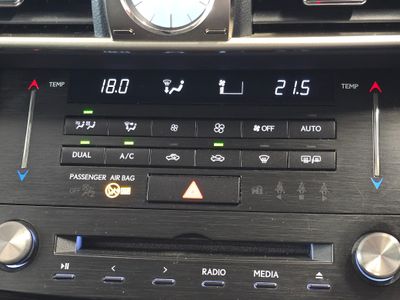 TEMP 18.0 21.5 TEMP
OFF AUTO
DUAL A/C
PASSENGER AIR BAG
OFF
RADIO MEDIA